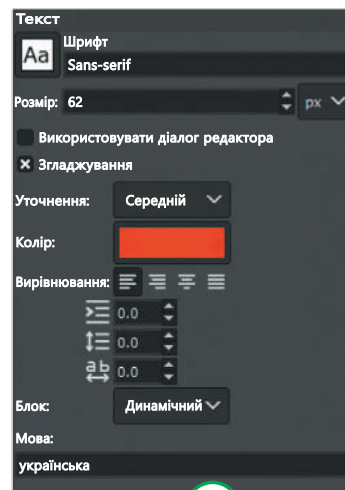 Текст
Aa
Шрифт
Sans-serif
Розмір: 62 px
Використовувати діалог редактора
Згладжування
Уточнення: Середній
Колір:
Вирівнювання:
0.0
0.0
ab 0.0
Блок: Динамічний
Мова:
українська